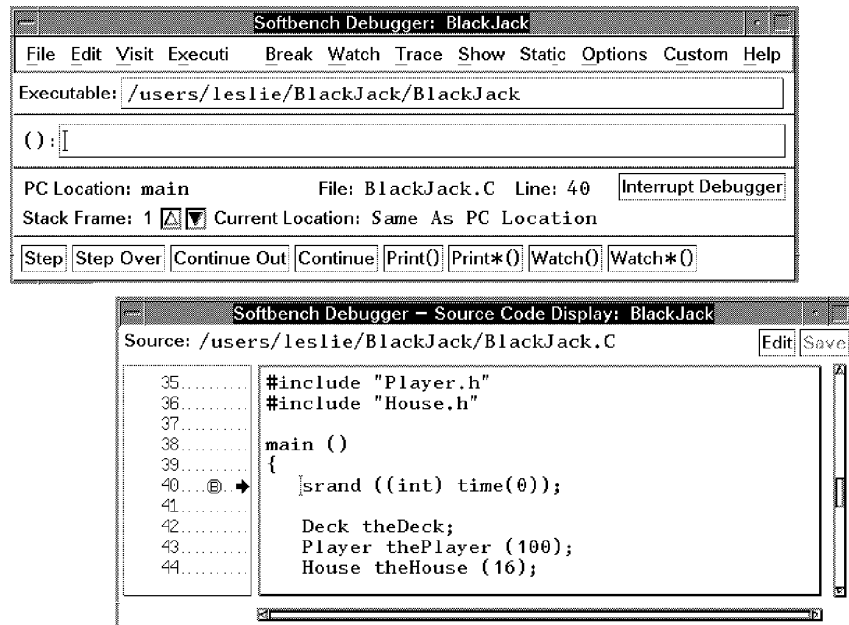 Softbench Debugger: BlackJack
File Edit Visit Executi Break Watch Trace Show Static Options Custom Help
Executable: /users/leslie/BlackJack/BlackJack
():
PC Location: main File: BlackJack.C Line: 40 Interrupt Debugger
Stack Frame: 1 Current Location: Same As PC Location
Step Step Over Continue Out Continue Print() Print*() Watch() Watch*()
Softbench Debugger – Source Code Display: BlackJack
Source: /users/leslie/BlackJack/BlackJack.C Edit Save
35.......... #include "Player.h"
36.......... #include "House.h"
37..........
38.......... main ()
39.......... {
40....B.. srand ((int) time(0));
41..........
42.......... Deck theDeck;
43.......... Player thePlayer (100);
44.......... House theHouse (16);